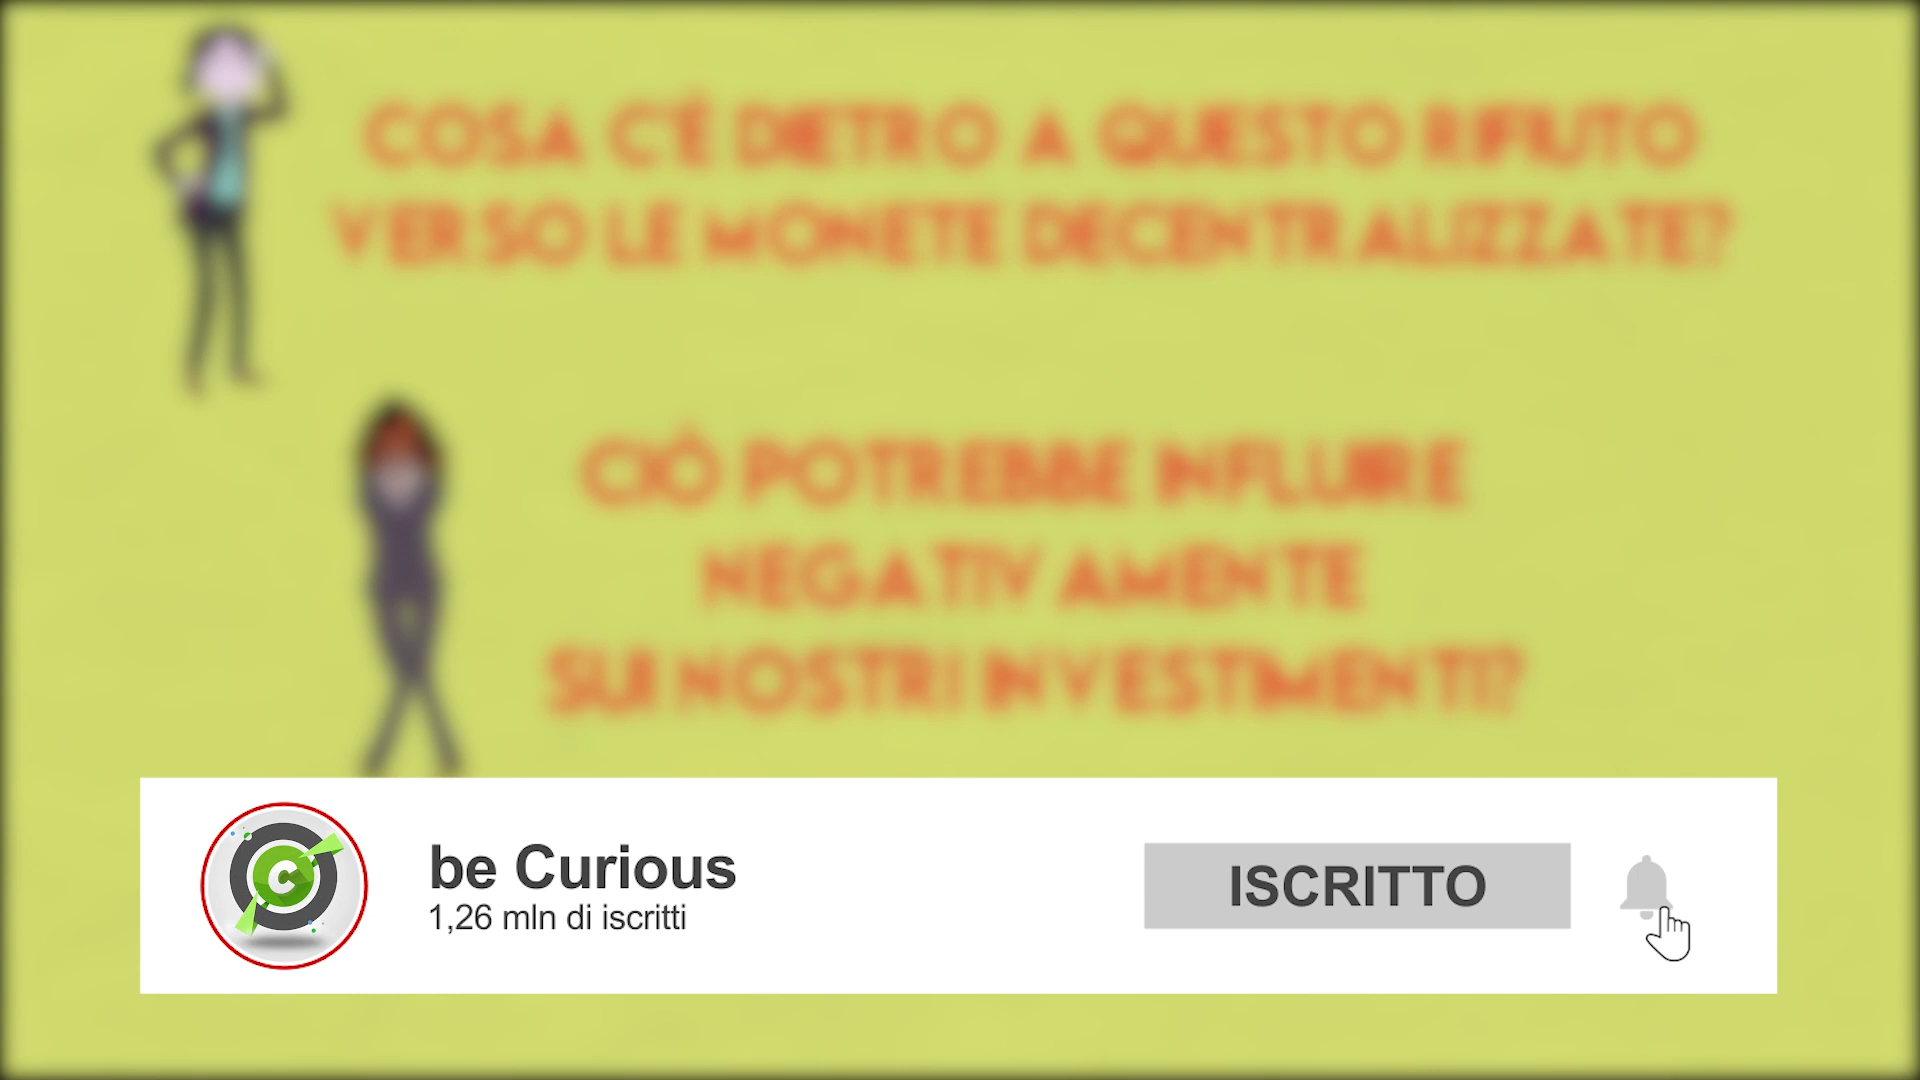 COSA C'È DIETRO A QUESTO RIFIUTO
VERSO LE MONETE DECENTRALIZZATE?
CIÒ POTREBBE INFLUIRE
NEGATIVAMENTE
SUI NOSTRI INVESTIMENTI?
be Curious
1,26 mln di iscritti
ISCRITTO